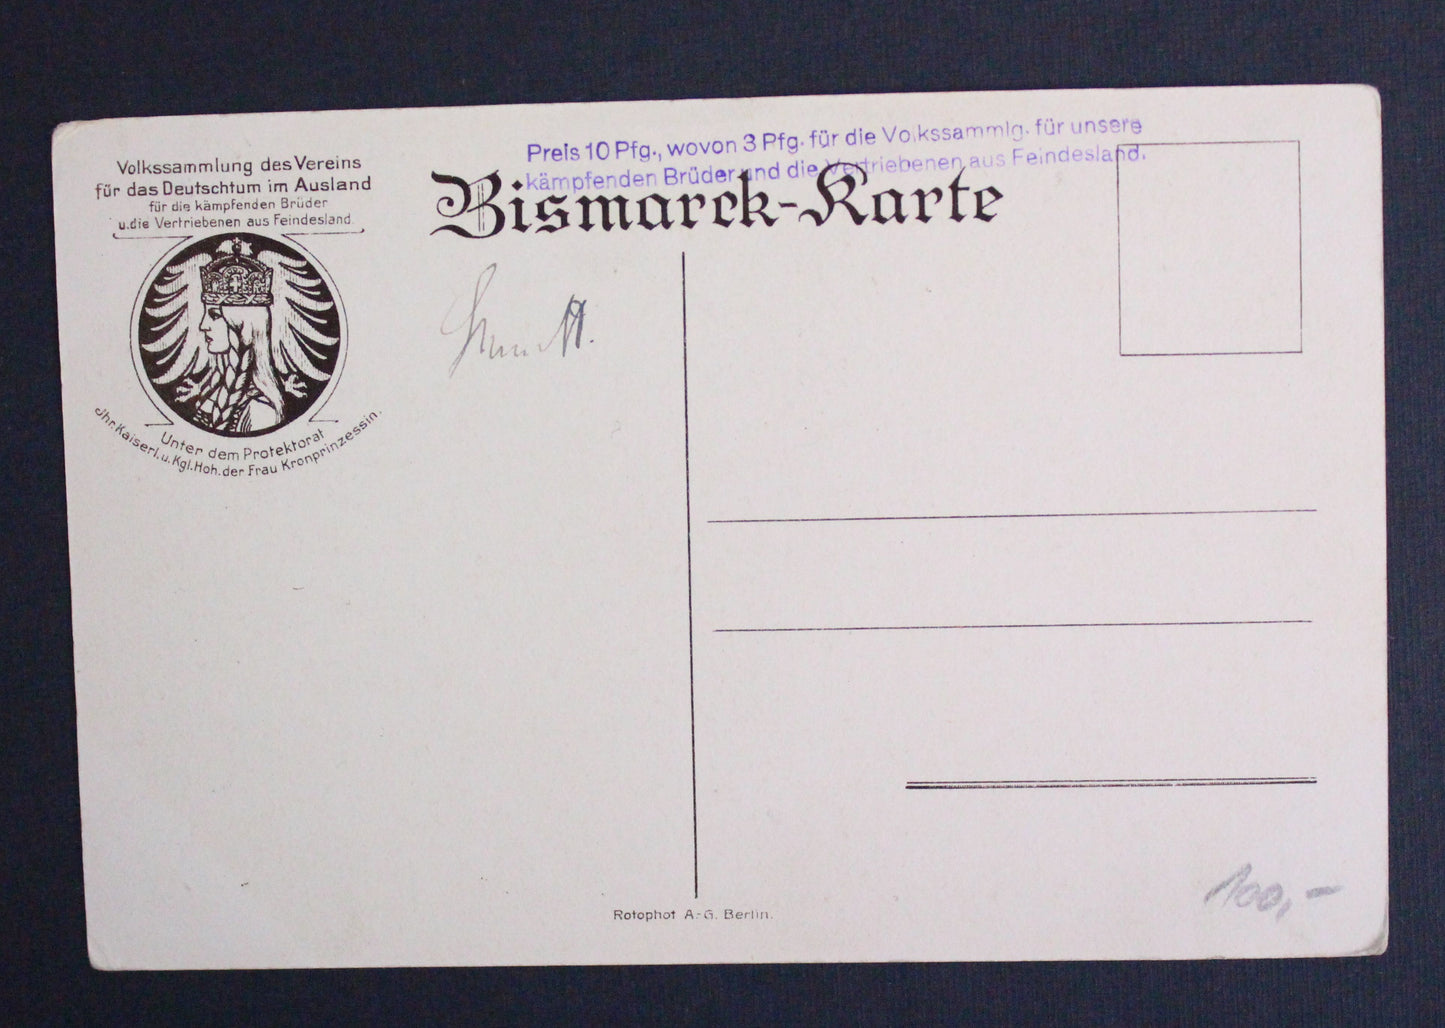 Volkssammlung des Vereins
für das Deutschtum im Ausland
für die kämpfenden Brüder
u.die Vertriebenen aus Feindesland.
Unter dem Protektorat
Jhr. Kaiserl. u. Kgl. Hoh. der Frau Kronprinzessin.
Preis 10 Pfg., wovon 3 Pfg. für die Volkssammlg. für unsere
kämpfenden Brüder und die Vertriebenen aus Feindesland.
Bismarck-Karte
Rotophot A.-G. Berlin.
100,-